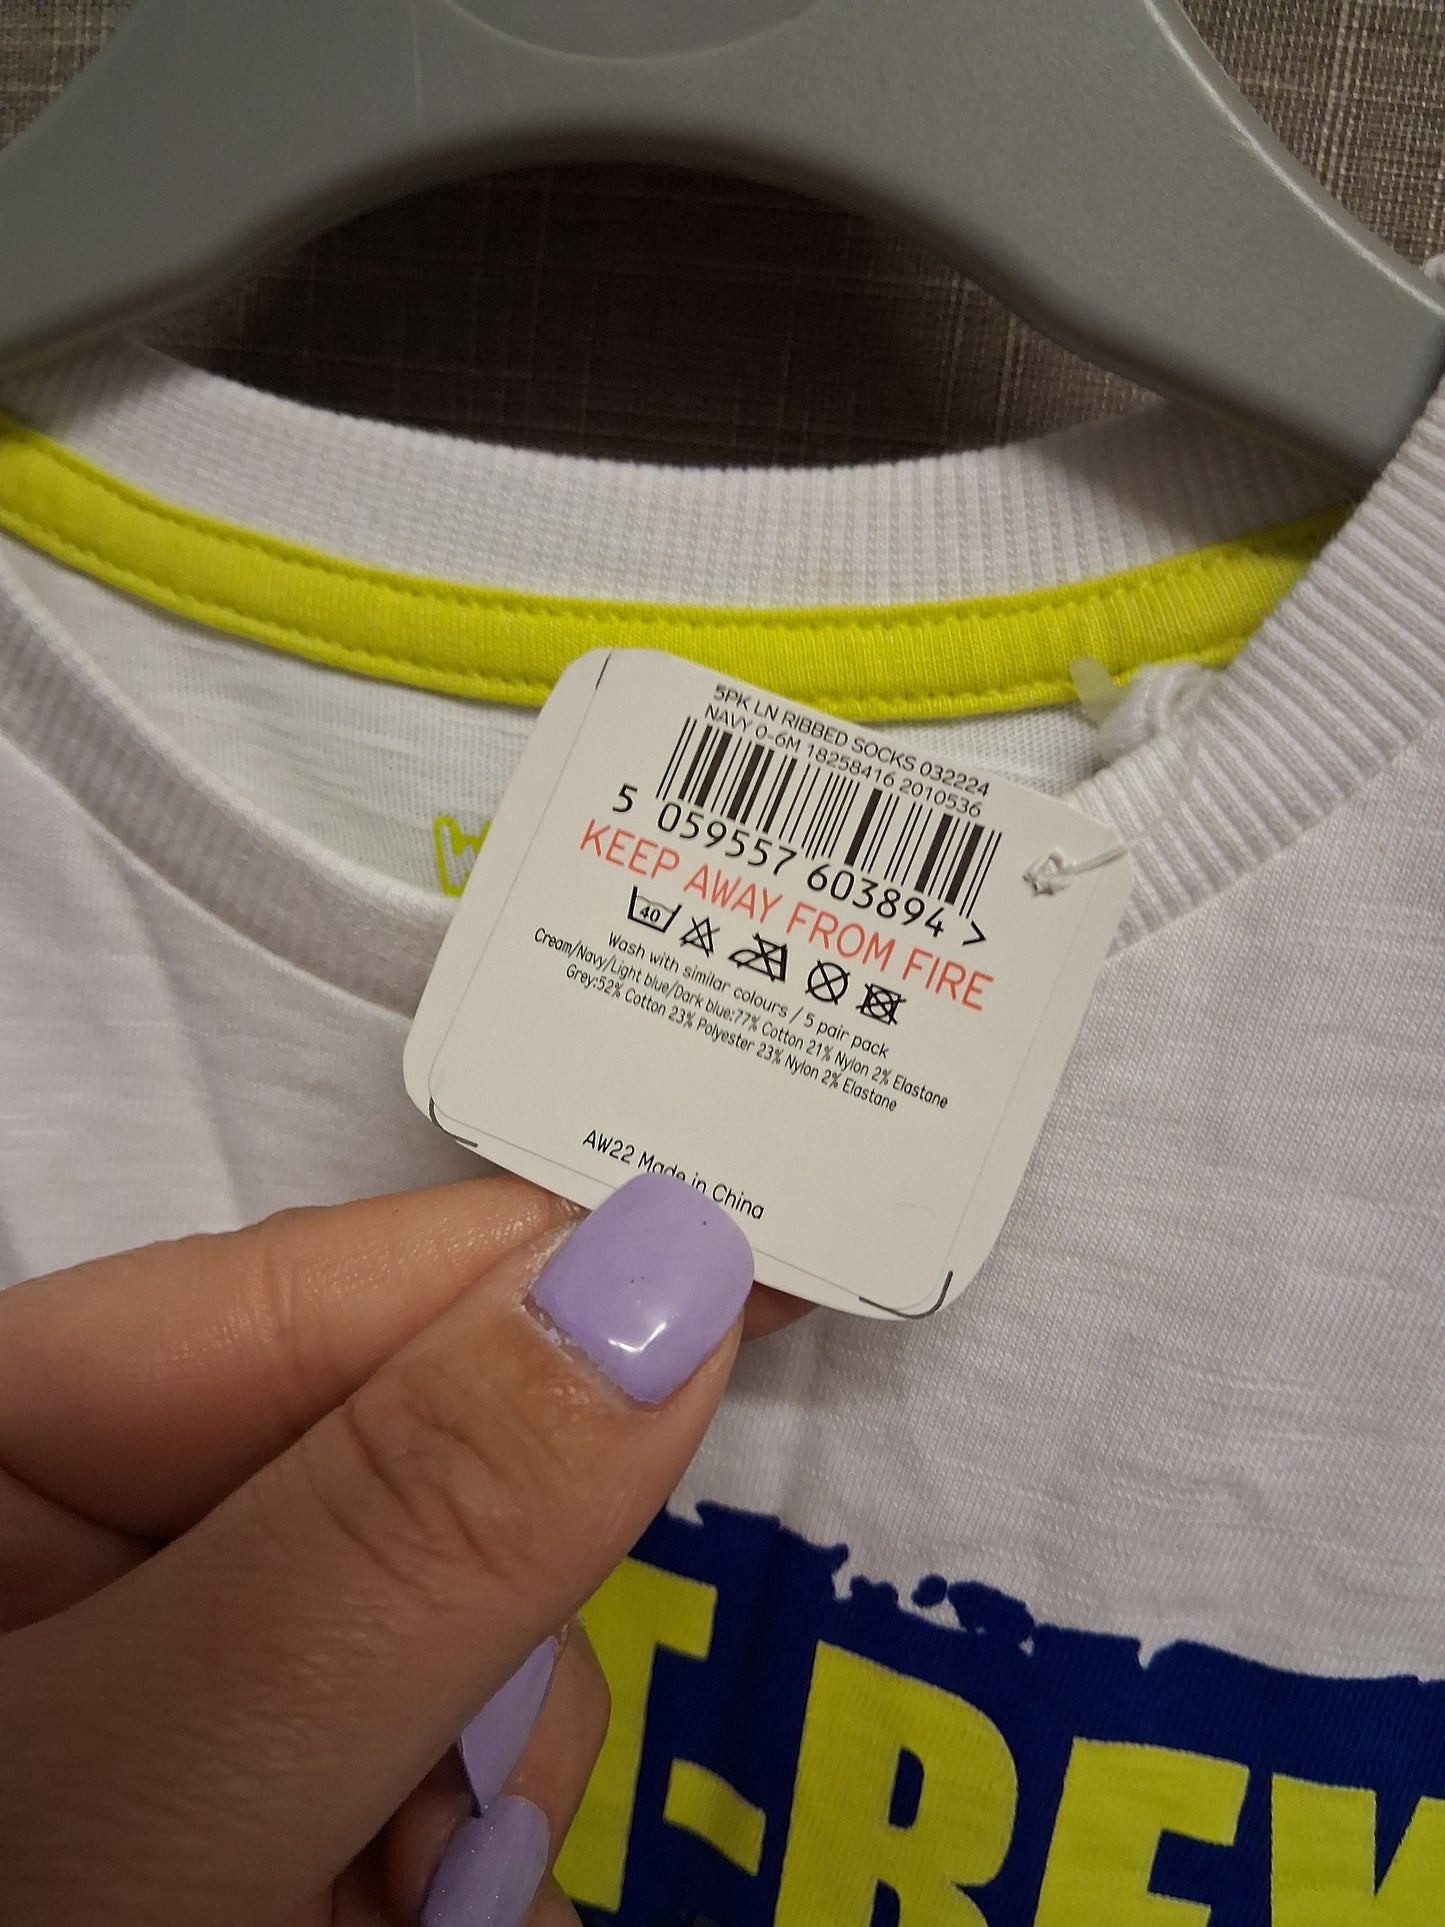 5PK LN RIBBED SOCKS 032224
NAVY 0-6M 18258416 2010536
5 059557 603894 >
KEEP AWAY FROM FIRE
40
Wash with similar colours / 5 pair pack
Cream/Navy/Light blue/Dark blue:77% Cotton 21% Nylon 2% Elastane
Grey:52% Cotton 23% Polyester 23% Nylon 2% Elastane
AW22 Made in China